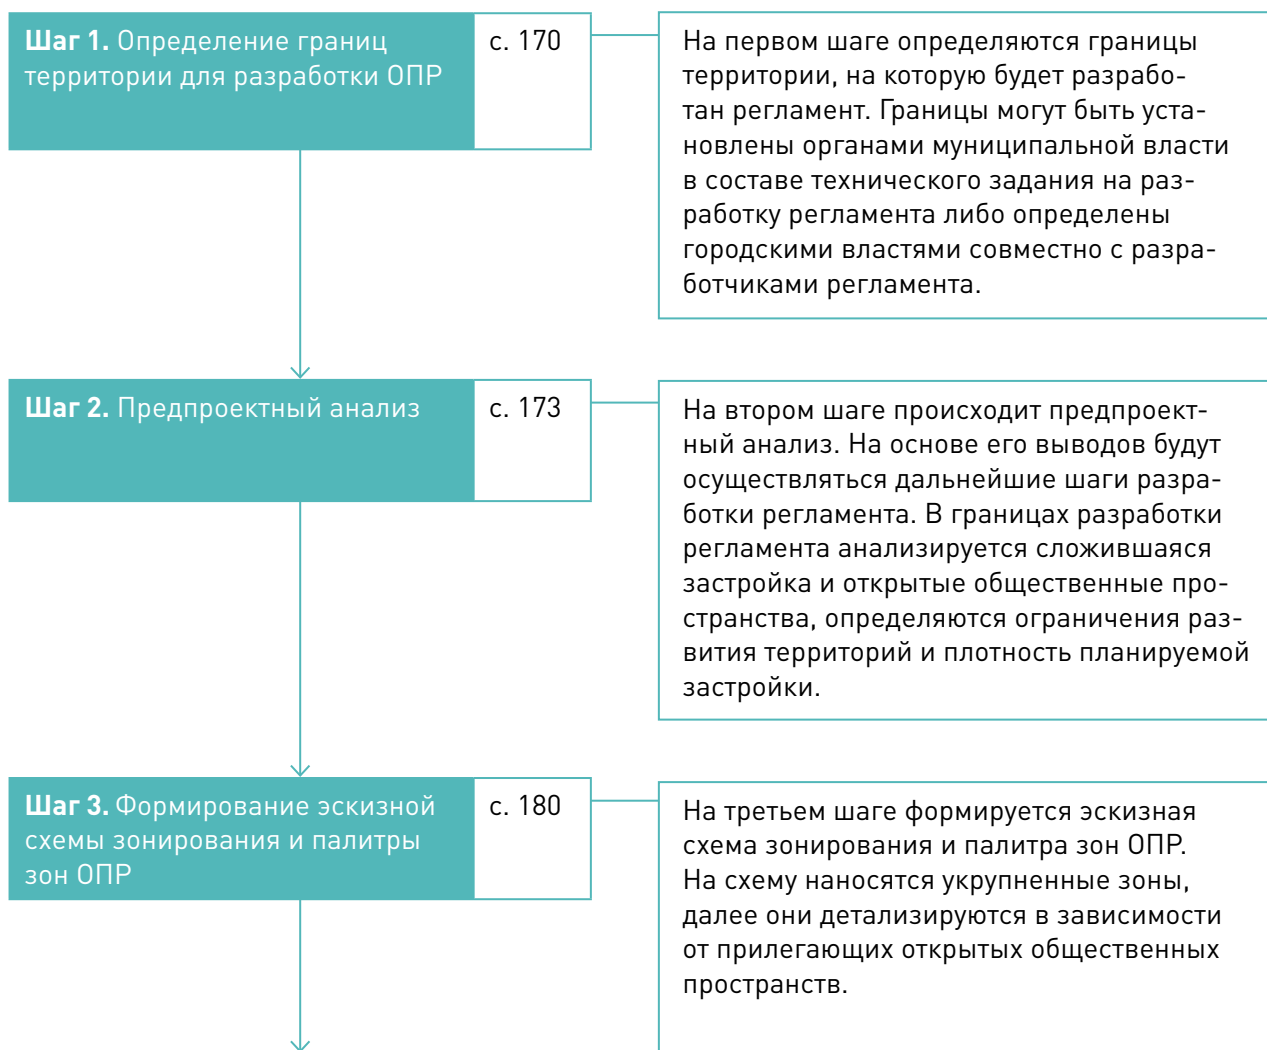 Шаг 1. Определение границ
территории для разработки ОПР
с. 170
На первом шаге определяются границы
территории, на которую будет разрабо-
тан регламент. Границы могут быть уста-
новлены органами муниципальной власти
в составе технического задания на раз-
работку регламента либо определены
городскими властями совместно с разра-
ботчиками регламента.
Шаг 2. Предпроектный анализ
с. 173
На втором шаге происходит предпроект-
ный анализ. На основе его выводов будут
осуществляться дальнейшие шаги разра-
ботки регламента. В границах разработки
регламента анализируется сложившаяся
застройка и открытые общественные про-
странства, определяются ограничения раз-
вития территорий и плотность планируемой
застройки.
Шаг 3. Формирование эскизной
схемы зонирования и палитры
зон ОПР
с. 180
На третьем шаге формируется эскизная
схема зонирования и палитра зон ОПР.
На схему наносятся укрупненные зоны,
далее они детализируются в зависимости
от прилегающих открытых общественных
пространств.